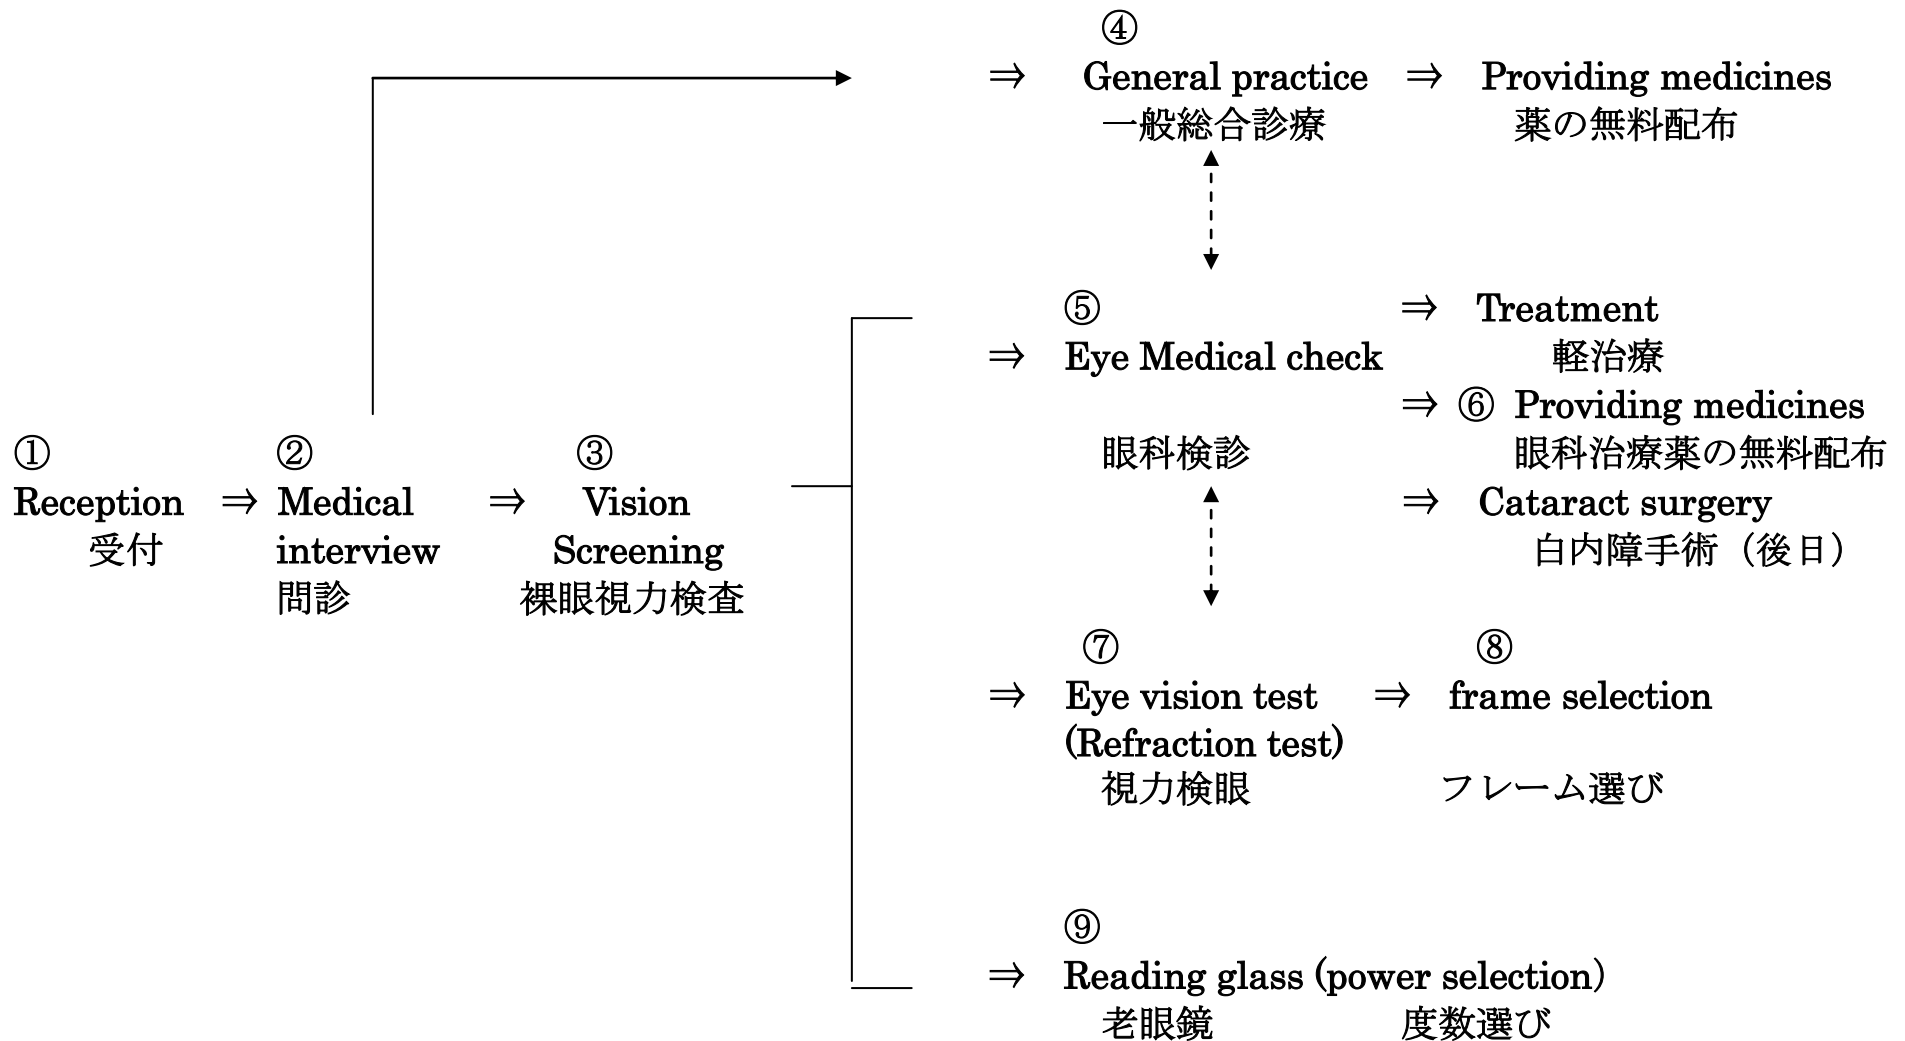 ④
⇒ General practice ⇒ Providing medicines
一般総合診療 薬の無料配布
⑤ ⇒ Treatment
⇒ Eye Medical check 軽治療
⇒ ⑥ Providing medicines
眼科検診 眼科治療薬の無料配布
① ② ③
Reception ⇒ Medical ⇒ Vision ⇒ Cataract surgery
受付 interview Screening 白内障手術（後日）
問診 裸眼視力検査
⑦ ⑧
⇒ Eye vision test ⇒ frame selection
(Refraction test)
視力検眼 フレーム選び
⑨
⇒ Reading glass (power selection)
老眼鏡 度数選び